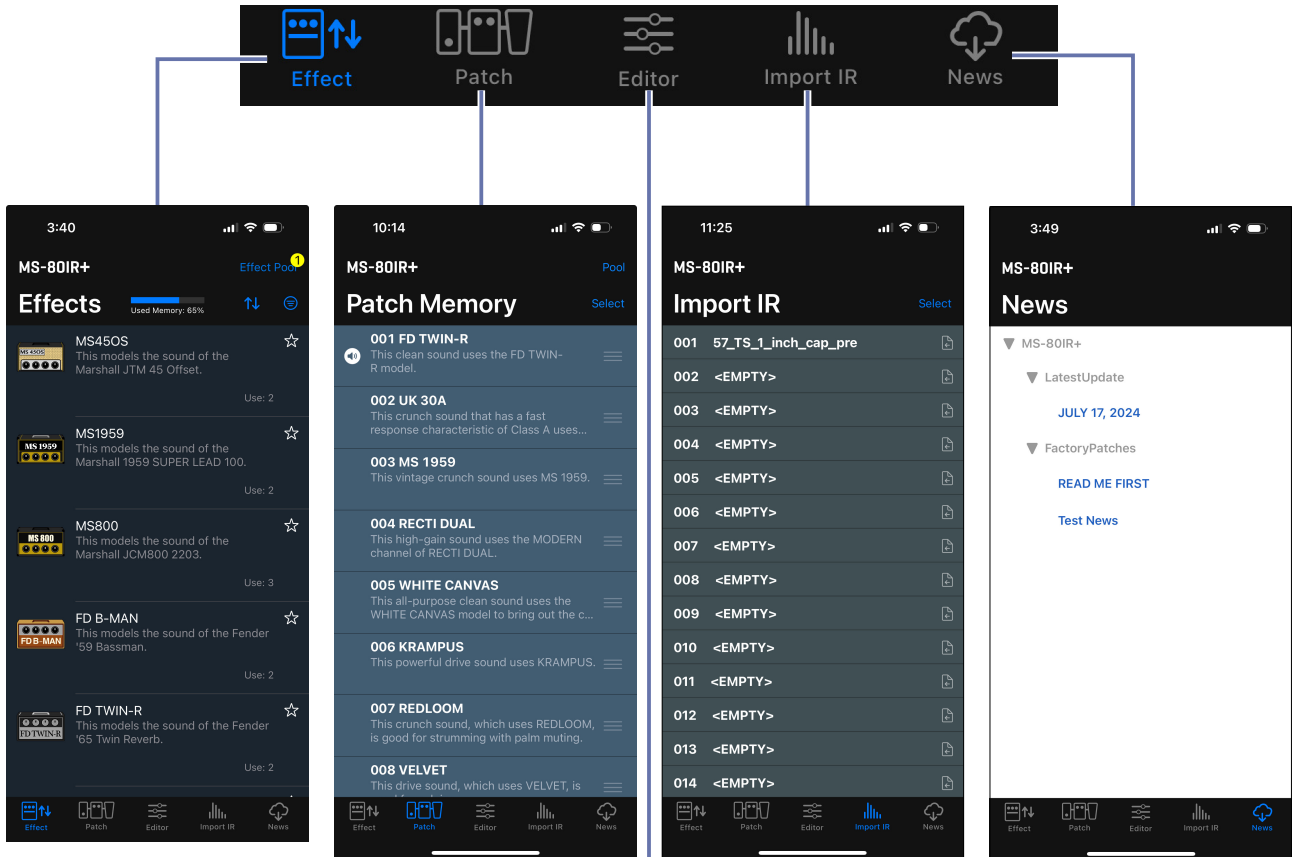 Effect
Patch
Editor
Import IR
News
3:40
MS-80IR+
Effect Pool
1
Effects
Used Memory: 65%
MS45OS
MS 45OS
This models the sound of the
Marshall JTM 45 Offset.
Use: 2
MS1959
MS 1959
This models the sound of the
Marshall 1959 SUPER LEAD 100.
Use: 2
MS800
MS 800
This models the sound of the
Marshall JCM800 2203.
Use: 3
FD B-MAN
FD B-MAN
This models the sound of the Fender
'59 Bassman.
Use: 2
FD TWIN-R
FD TWIN-R
This models the sound of the Fender
'65 Twin Reverb.
Use: 2
Effect
Patch
Editor
Import IR
News
10:14
MS-80IR+
Pool
Patch Memory
Select
001 FD TWIN-R
This clean sound uses the FD TWIN-
R model.
002 UK 30A
This crunch sound that has a fast
response characteristic of Class A uses...
003 MS 1959
This vintage crunch sound uses MS 1959.
004 RECTI DUAL
This high-gain sound uses the MODERN
channel of RECTI DUAL.
005 WHITE CANVAS
This all-purpose clean sound uses the
WHITE CANVAS model to bring out the c...
006 KRAMPUS
This powerful drive sound uses KRAMPUS.
007 REDLOOM
This crunch sound, which uses REDLOOM,
is good for strumming with palm muting.
008 VELVET
This drive sound, which uses VELVET, is
Effect
Patch
Editor
Import IR
News
11:25
MS-80IR+
Import IR
Select
001 57_TS_1_inch_cap_pre
002 <EMPTY>
003 <EMPTY>
004 <EMPTY>
005 <EMPTY>
006 <EMPTY>
007 <EMPTY>
008 <EMPTY>
009 <EMPTY>
010 <EMPTY>
011 <EMPTY>
012 <EMPTY>
013 <EMPTY>
014 <EMPTY>
Effect
Patch
Editor
Import IR
News
3:49
MS-80IR+
News
MS-80IR+
LatestUpdate
JULY 17, 2024
FactoryPatches
READ ME FIRST
Test News
Effect
Patch
Editor
Import IR
News